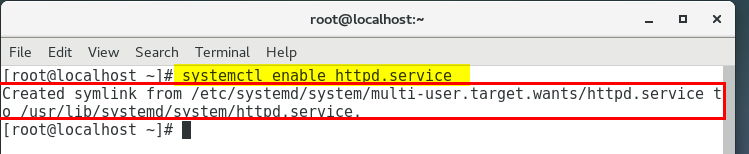 root@localhost:~
File Edit View Search Terminal Help
[root@localhost ~]# systemctl enable httpd.service
Created symlink from /etc/systemd/system/multi-user.target.wants/httpd.service t
o /usr/lib/systemd/system/httpd.service.
[root@localhost ~]#